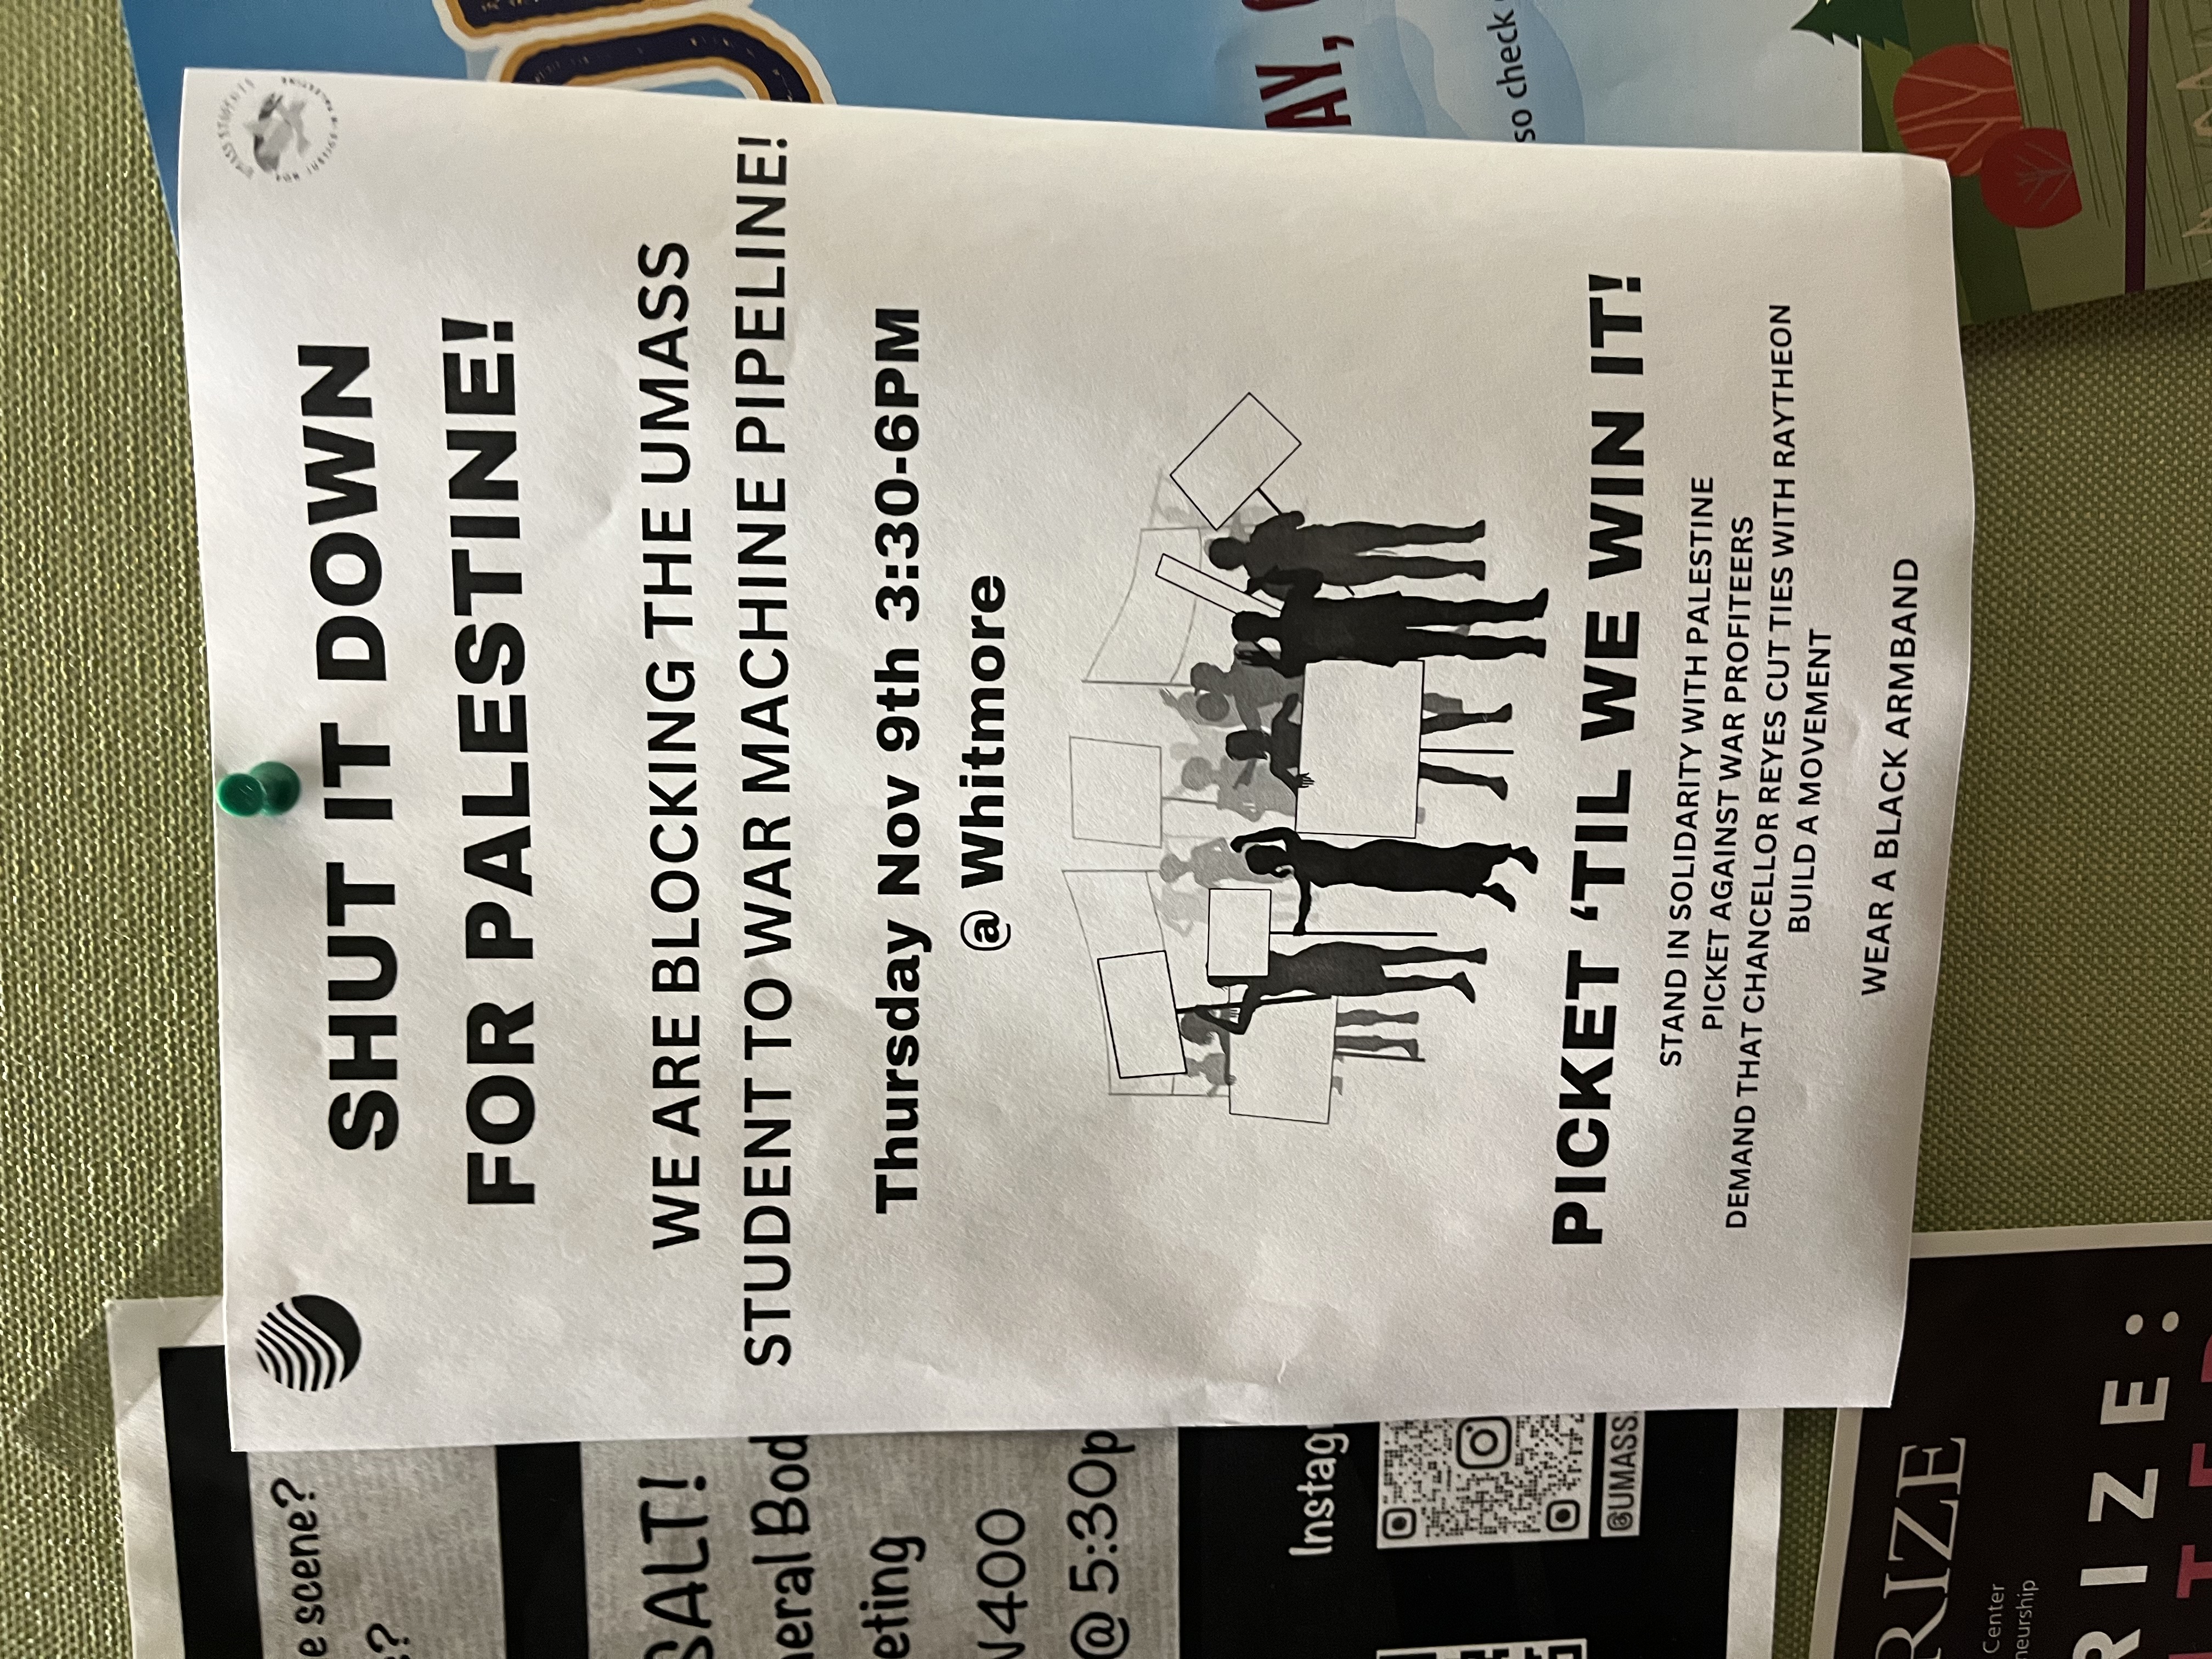 SHUT IT DOWN
FOR PALESTINE!
WE ARE BLOCKING THE UMASS
STUDENT TO WAR MACHINE PIPELINE!
Thursday Nov 9th 3:30-6PM
@ Whitmore
PICKET ‘TIL WE WIN IT!
STAND IN SOLIDARITY WITH PALESTINE
PICKET AGAINST WAR PROFITEERS
DEMAND THAT CHANCELLOR REYES CUT TIES WITH RAYTHEON
BUILD A MOVEMENT
WEAR A BLACK ARMBAND
UMASS STUDENTS
FOR JUSTICE IN PALESTINE
e scene?
?
SALT!
neral Bod
eting
W400
@ 5:30p
Instag
@UMASS
RIZE
Center
neurship
RIZE:
AY,
so check